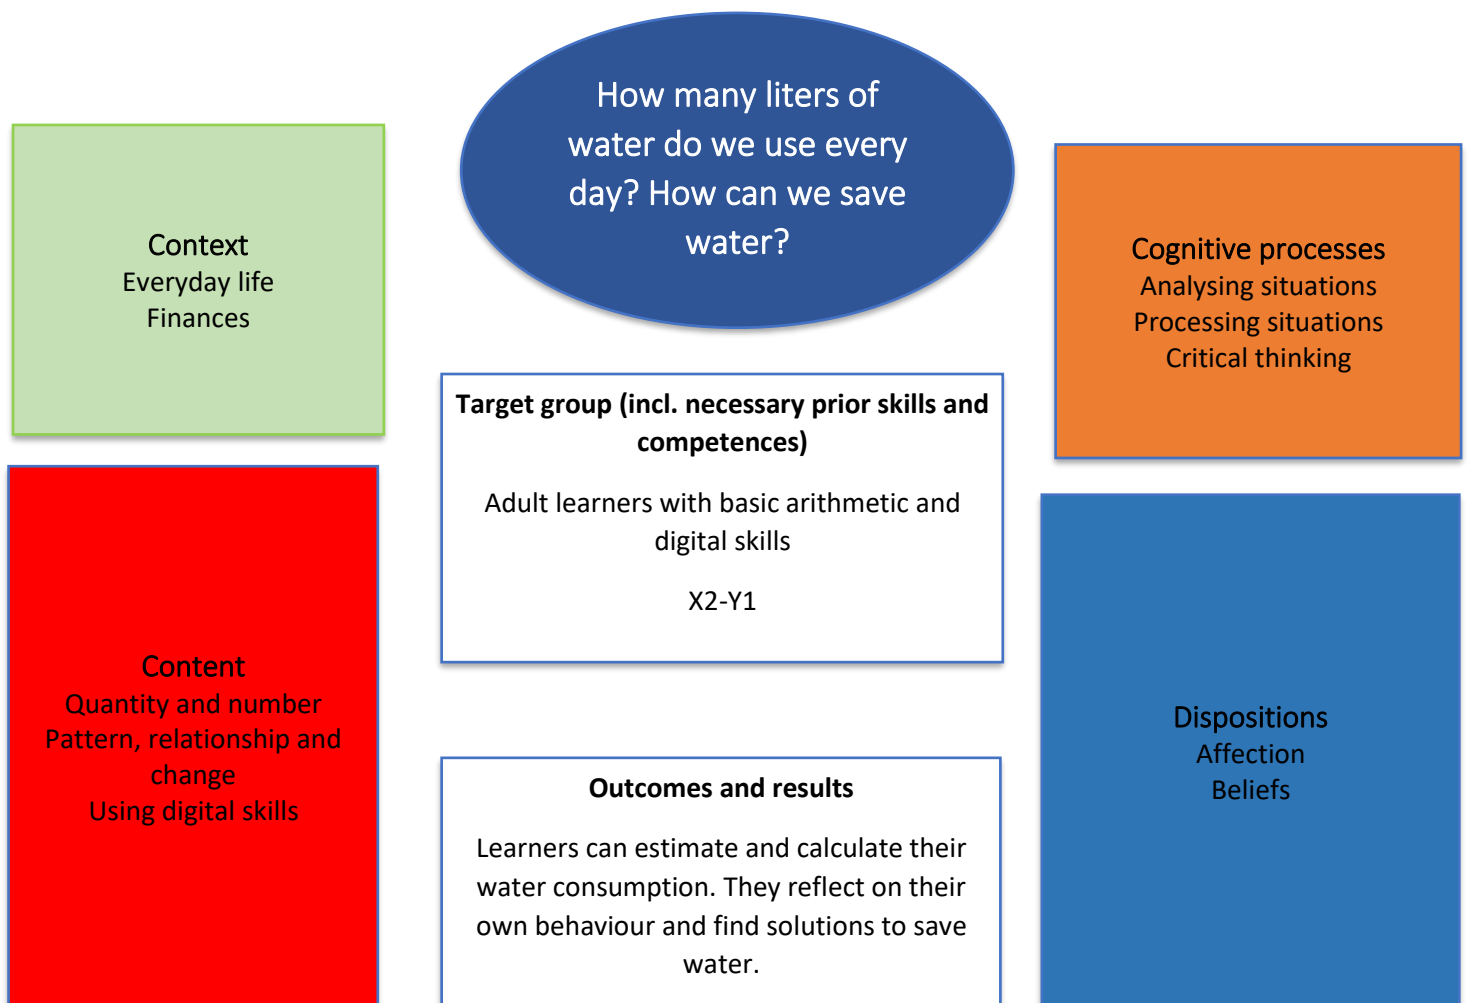 How many liters of
water do we use every
day? How can we save
water?
Context
Everyday life
Finances
Cognitive processes
Analysing situations
Processing situations
Critical thinking
Target group (incl. necessary prior skills and
competences)
Adult learners with basic arithmetic and
digital skills
X2-Y1
Content
Quantity and number
Pattern, relationship and
change
Using digital skills
Dispositions
Affection
Beliefs
Outcomes and results
Learners can estimate and calculate their
water consumption. They reflect on their
own behaviour and find solutions to save
water.